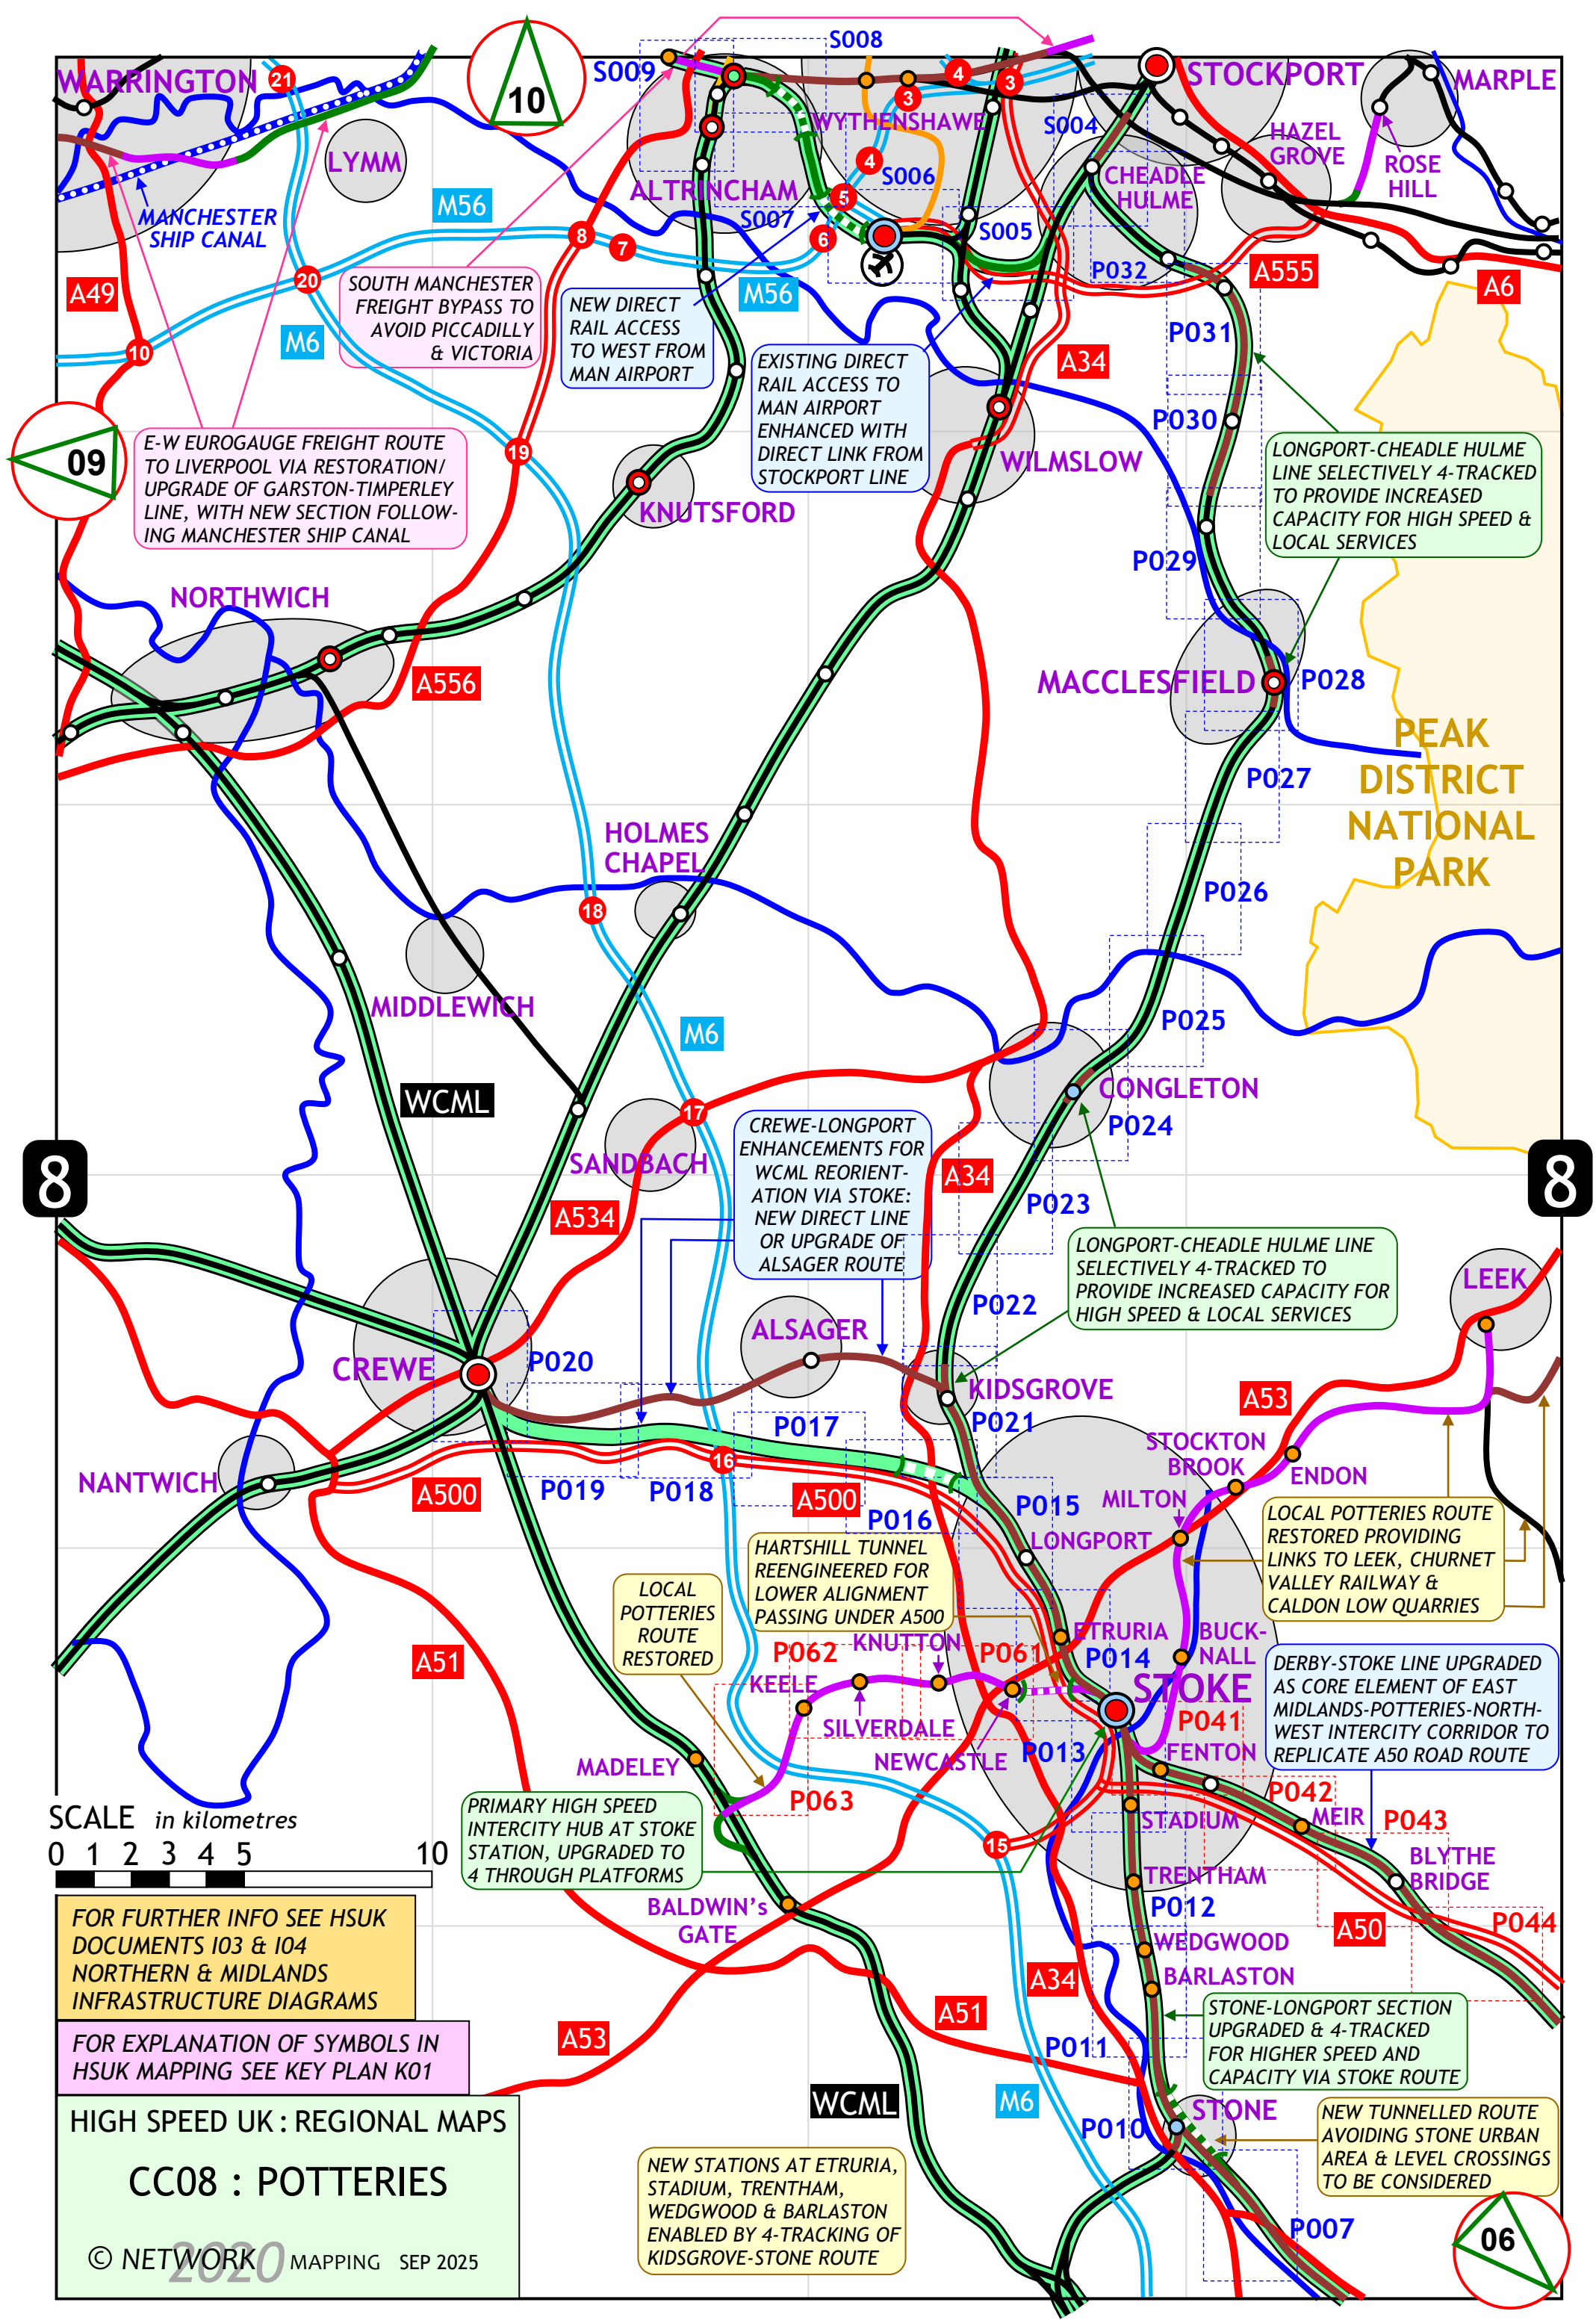 S008
S009
WARRINGTON
21
10
4
3
3
STOCKPORT
MARPLE
WYTHENSHAWE
S004
HAZEL
GROVE
LYMM
ROSE
HILL
4
S006
CHEADLE
HULME
ALTRINCHAM
M56
5
MANCHESTER
SHIP CANAL
S007
8
7
6
S005
P032
A555
20
A49
SOUTH MANCHESTER
FREIGHT BYPASS TO
AVOID PICCADILLY
& VICTORIA
M56
A6
NEW DIRECT
RAIL ACCESS
TO WEST FROM
MAN AIRPORT
P031
M6
10
EXISTING DIRECT
RAIL ACCESS TO
MAN AIRPORT
ENHANCED WITH
DIRECT LINK FROM
STOCKPORT LINE
A34
P030
09
E-W EUROGAUGE FREIGHT ROUTE
TO LIVERPOOL VIA RESTORATION/
UPGRADE OF GARSTON-TIMPERLEY
LINE, WITH NEW SECTION FOLLOW-
ING MANCHESTER SHIP CANAL
19
WILMSLOW
LONGPORT-CHEADLE HULME
LINE SELECTIVELY 4-TRACKED
TO PROVIDE INCREASED
CAPACITY FOR HIGH SPEED &
LOCAL SERVICES
KNUTSFORD
P029
NORTHWICH
A556
MACCLESFIELD
P028
PEAK
DISTRICT
NATIONAL
PARK
P027
HOLMES
CHAPEL
P026
18
MIDDLEWICH
M6
P025
WCML
17
CONGLETON
P024
CREWE-LONGPORT
ENHANCEMENTS FOR
WCML REORIENT-
ATION VIA STOKE:
NEW DIRECT LINE
OR UPGRADE OF
ALSAGER ROUTE
SANDBACH
8
A34
8
A534
P023
LONGPORT-CHEADLE HULME LINE
SELECTIVELY 4-TRACKED TO
PROVIDE INCREASED CAPACITY FOR
HIGH SPEED & LOCAL SERVICES
LEEK
P022
ALSAGER
CREWE
P020
KIDSGROVE
A53
P017
P021
STOCKTON
BROOK
16
ENDON
NANTWICH
A500
P019
P018
A500
MILTON
P016
P015
LONGPORT
LOCAL POTTERIES ROUTE
RESTORED PROVIDING
LINKS TO LEEK, CHURNET
VALLEY RAILWAY &
CALDON LOW QUARRIES
HARTSHILL TUNNEL
REENGINEERED FOR
LOWER ALIGNMENT
PASSING UNDER A500
LOCAL
POTTERIES
ROUTE
RESTORED
ETRURIA
BUCK-
NALL
KNUTTON
P062
P061
P014
A51
KEELE
STOKE
DERBY-STOKE LINE UPGRADED
AS CORE ELEMENT OF EAST
MIDLANDS-POTTERIES-NORTH-
WEST INTERCITY CORRIDOR TO
REPLICATE A50 ROAD ROUTE
SILVERDALE
P041
P013
FENTON
NEWCASTLE
MADELEY
P063
P042
PRIMARY HIGH SPEED
INTERCITY HUB AT STOKE
STATION, UPGRADED TO
4 THROUGH PLATFORMS
STADIUM
MEIR
P043
SCALE in kilometres
0 1 2 3 4 5 10
15
BLYTHE
BRIDGE
TRENTHAM
BALDWIN's
GATE
P012
P044
A50
FOR FURTHER INFO SEE HSUK
DOCUMENTS I03 & I04
NORTHERN & MIDLANDS
INFRASTRUCTURE DIAGRAMS
WEDGWOOD
A34
BARLASTON
A51
STONE-LONGPORT SECTION
UPGRADED & 4-TRACKED
FOR HIGHER SPEED AND
CAPACITY VIA STOKE ROUTE
A53
P011
FOR EXPLANATION OF SYMBOLS IN
HSUK MAPPING SEE KEY PLAN K01
WCML
M6
P010
STONE
NEW TUNNELLED ROUTE
AVOIDING STONE URBAN
AREA & LEVEL CROSSINGS
TO BE CONSIDERED
HIGH SPEED UK : REGIONAL MAPS
CC08 : POTTERIES
NEW STATIONS AT ETRURIA,
STADIUM, TRENTHAM,
WEDGWOOD & BARLASTON
ENABLED BY 4-TRACKING OF
KIDSGROVE-STONE ROUTE
P007
06
© NETWORK 2020 MAPPING SEP 2025